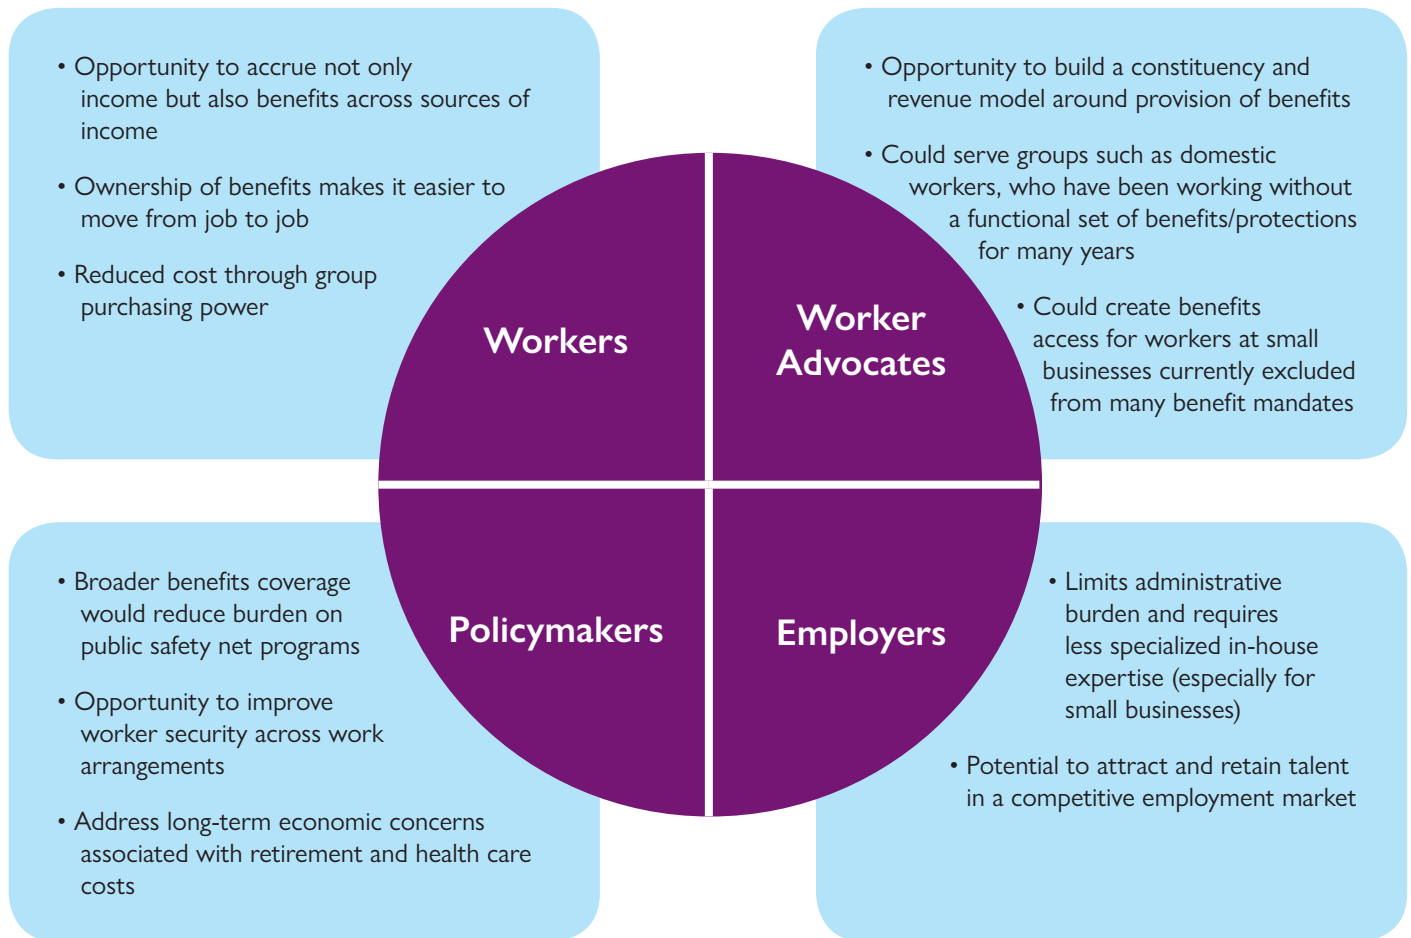 • Opportunity to accrue not only
income but also benefits across sources of
income
• Ownership of benefits makes it easier to
move from job to job
• Reduced cost through group
purchasing power
Workers
• Opportunity to build a constituency and
revenue model around provision of benefits
• Could serve groups such as domestic
workers, who have been working without
a functional set of benefits/protections
for many years
• Could create benefits
access for workers at small
businesses currently excluded
from many benefit mandates
Worker
Advocates
• Broader benefits coverage
would reduce burden on
public safety net programs
• Opportunity to improve
worker security across work
arrangements
• Address long-term economic concerns
associated with retirement and health care
costs
Policymakers
Employers
• Limits administrative
burden and requires
less specialized in-house
expertise (especially for
small businesses)
• Potential to attract and retain talent
in a competitive employment market